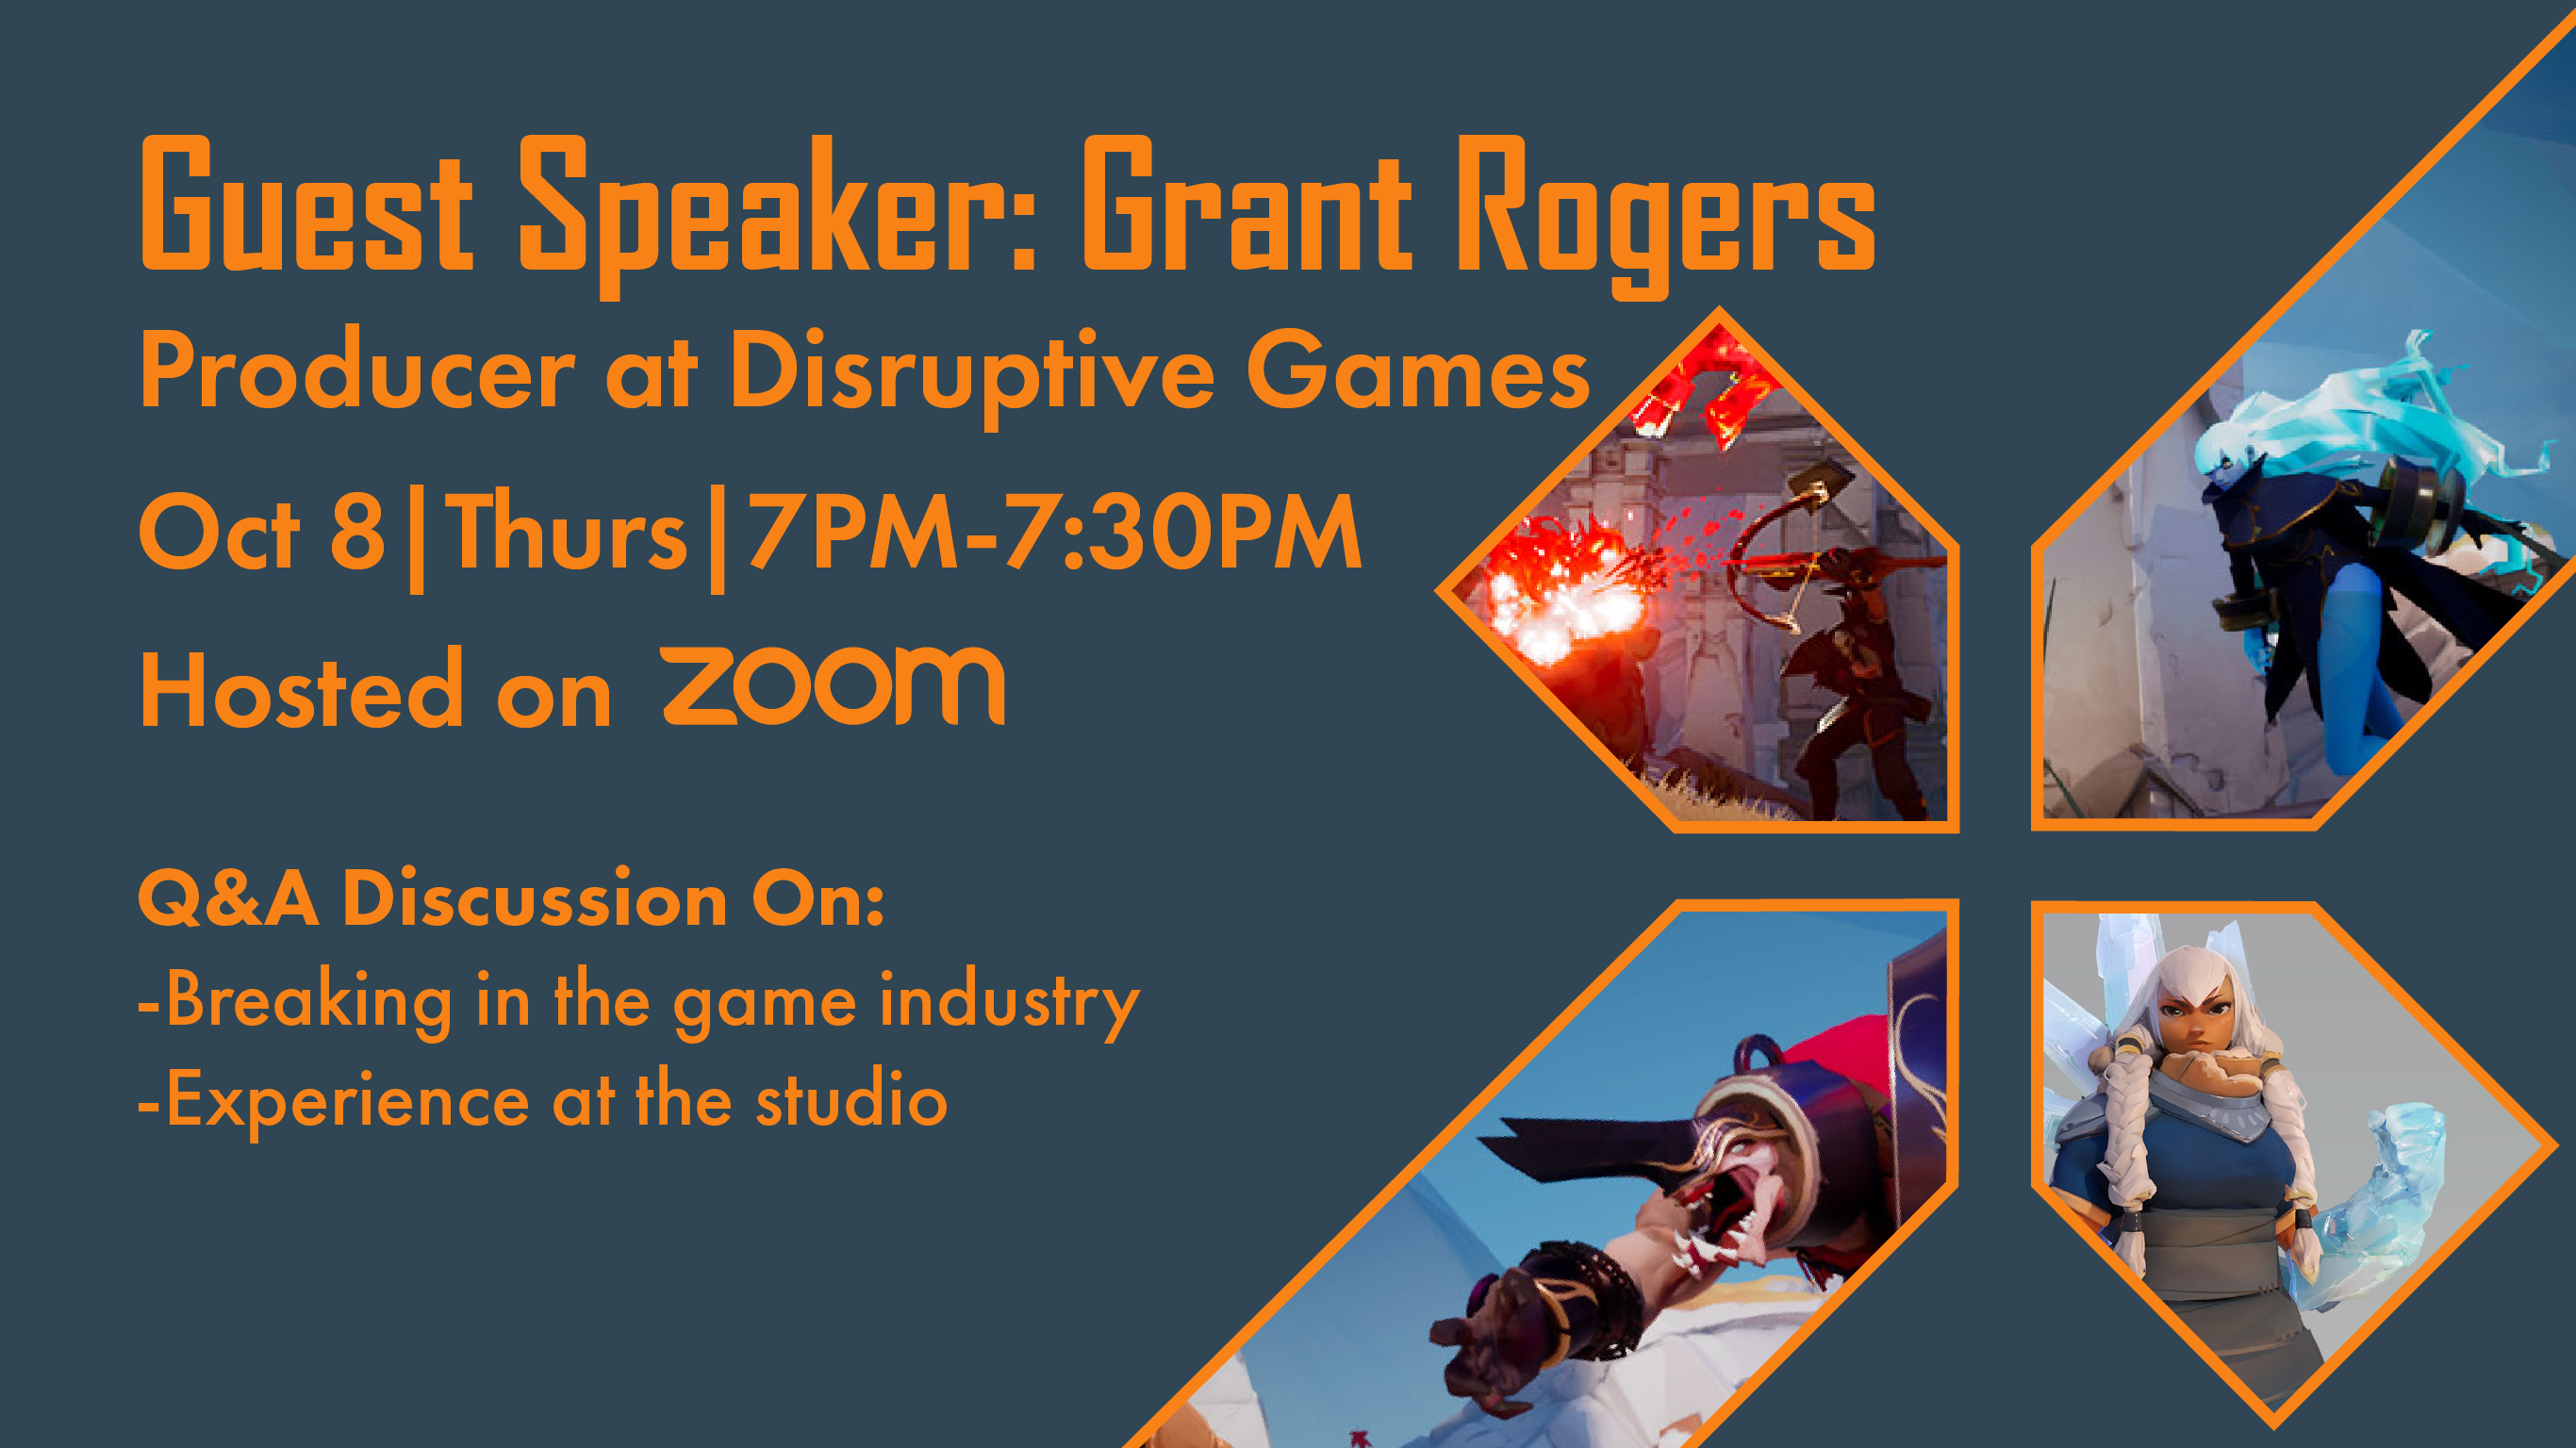 Guest Speaker: Grant Rogers
Producer at Disruptive Games
Oct 8|Thurs|7PM-7:30PM
Hosted on zoom
Q&A Discussion On:
-Breaking in the game industry
-Experience at the studio